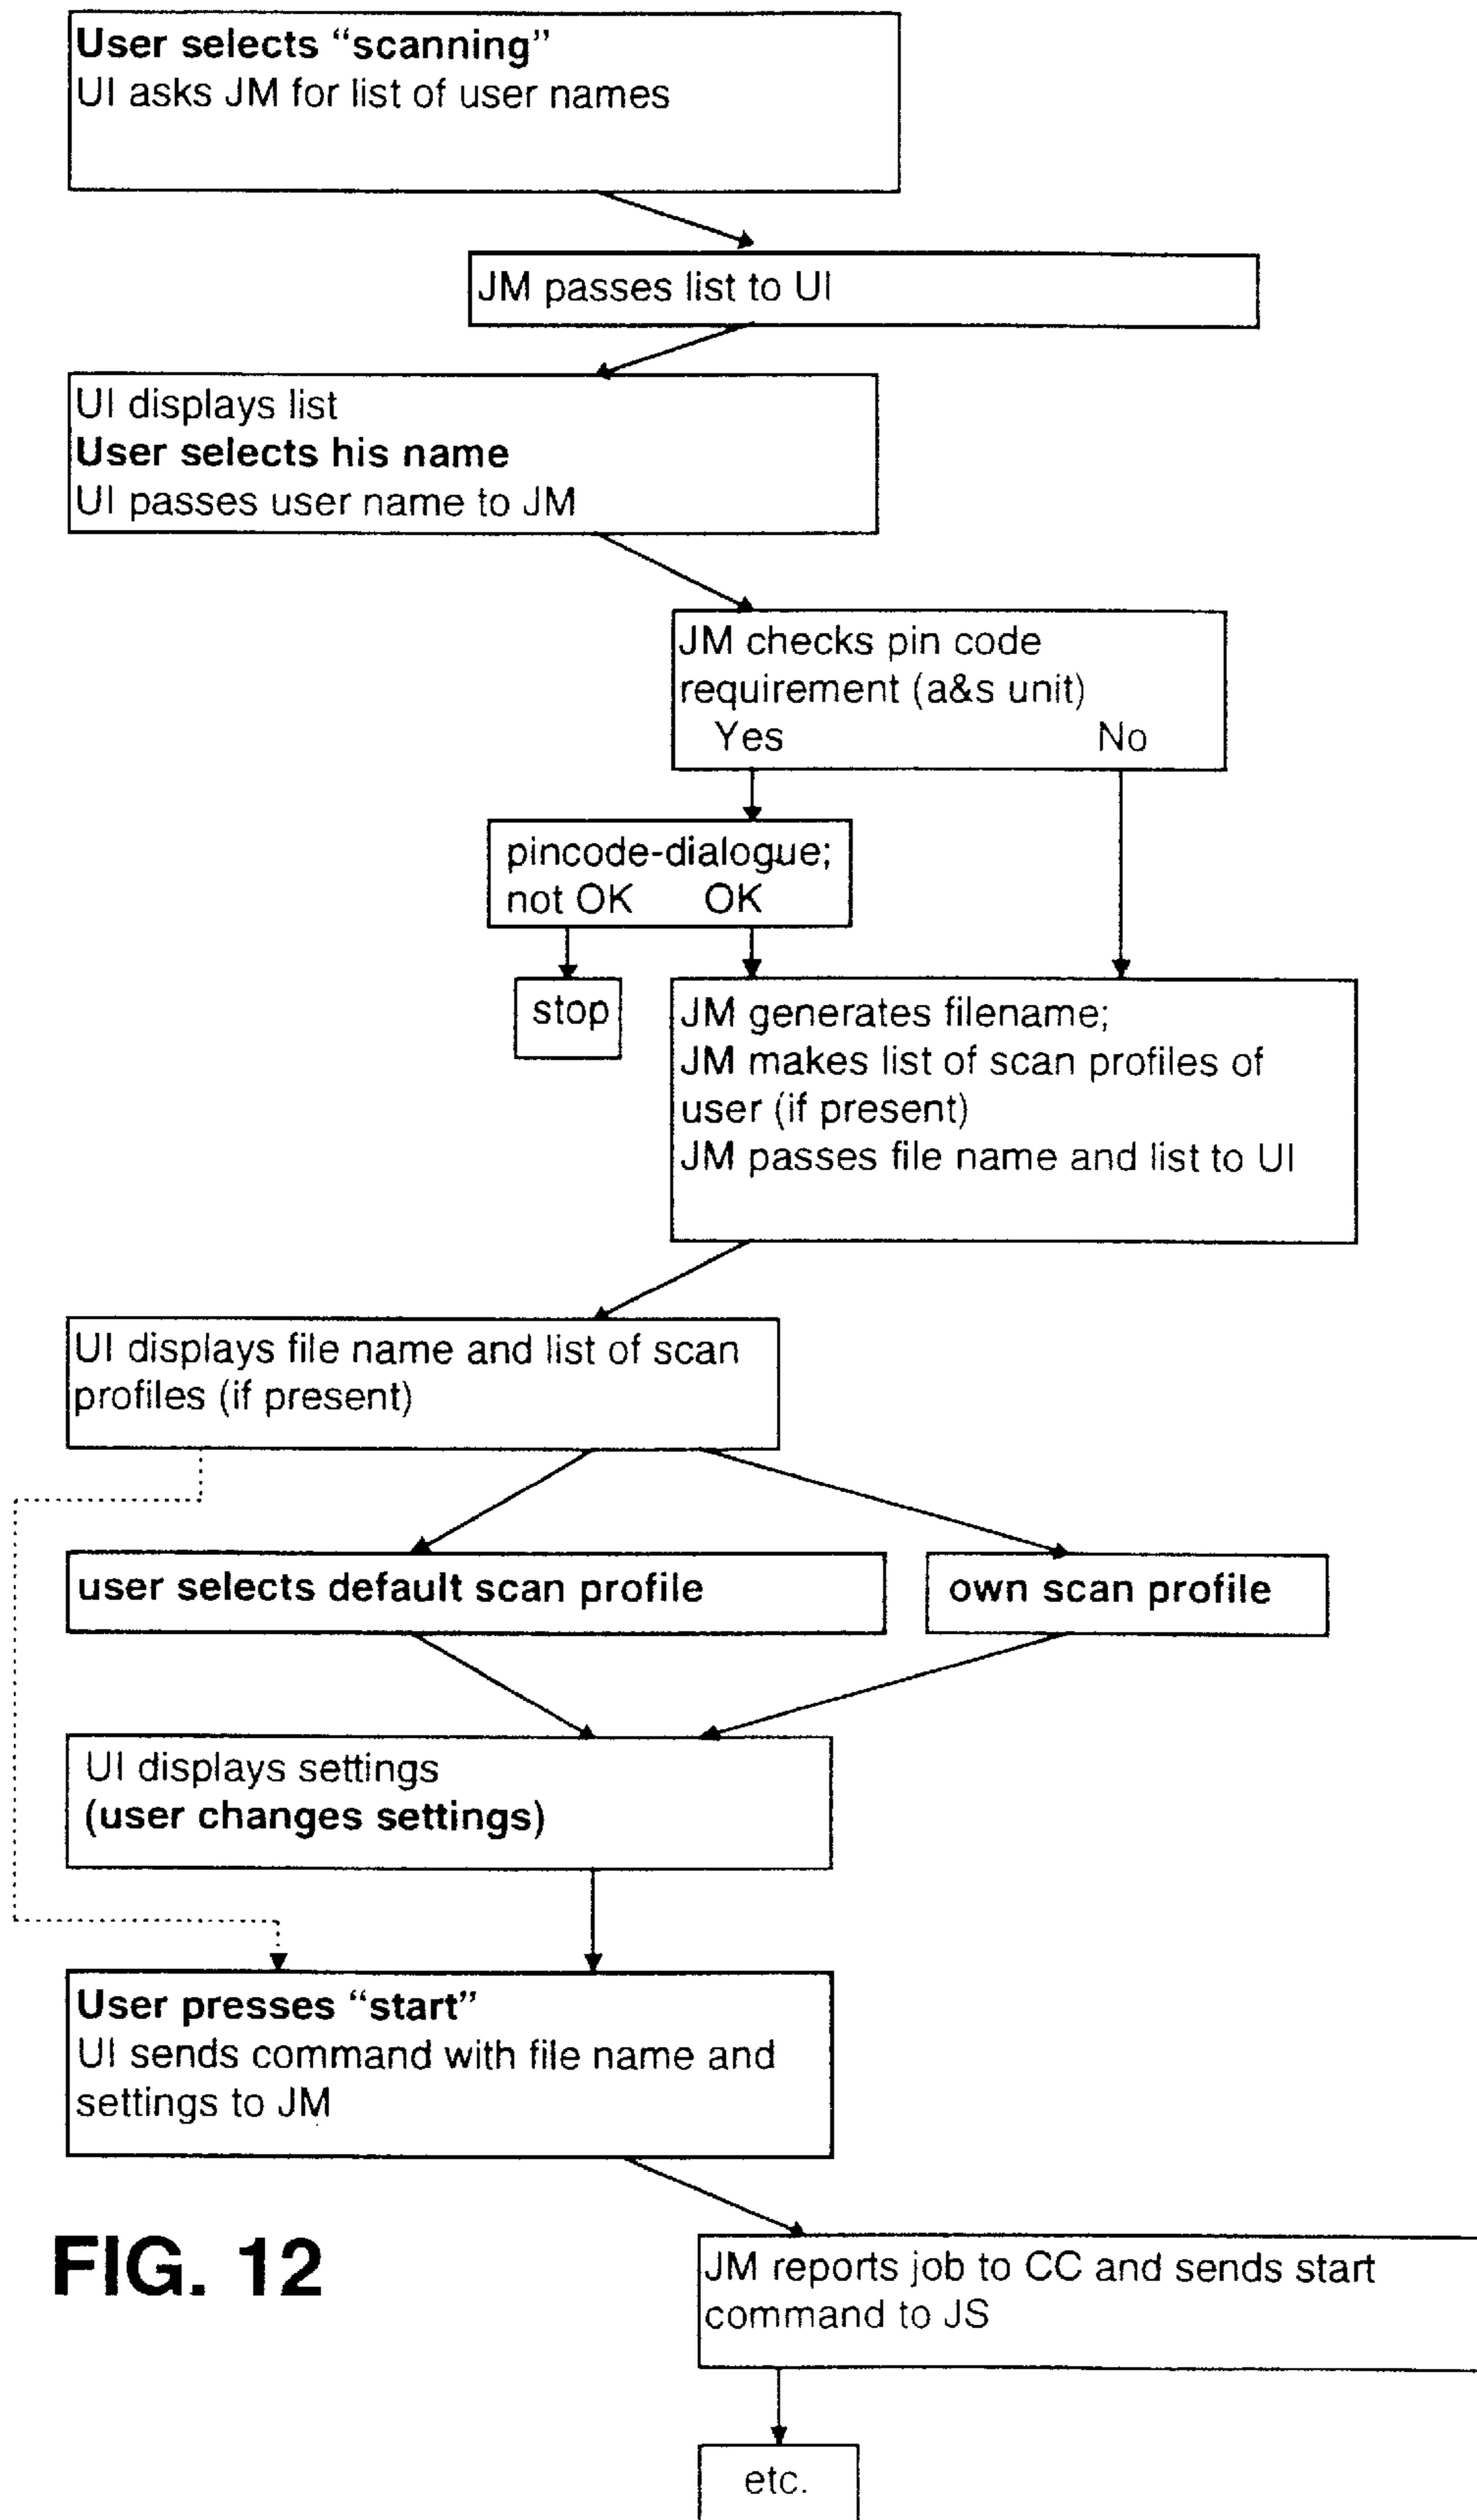 User selects “scanning”
UI asks JM for list of user names
JM passes list to UI
UI displays list
User selects his name
UI passes user name to JM
JM checks pin code
requirement (a&s unit)
Yes No
pincode-dialogue;
not OK OK
stop
JM generates filename;
JM makes list of scan profiles of
user (if present)
JM passes file name and list to UI
UI displays file name and list of scan
profiles (if present)
user selects default scan profile
own scan profile
UI displays settings
(user changes settings)
User presses “start”
UI sends command with file name and
settings to JM
FIG. 12
JM reports job to CC and sends start
command to JS
etc.